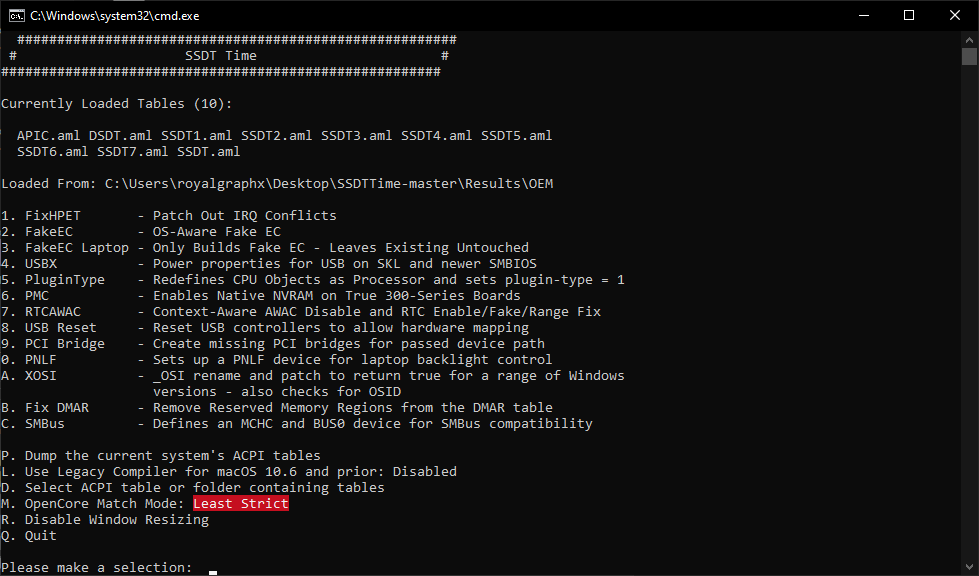 C:\Windows\system32\cmd.exe
#######################################################
# SSDT Time #
#######################################################
Currently Loaded Tables (10):
APIC.aml DSDT.aml SSDT1.aml SSDT2.aml SSDT3.aml SSDT4.aml SSDT5.aml
SSDT6.aml SSDT7.aml SSDT.aml
Loaded From: C:\Users\royalgraphx\Desktop\SSDTTime-master\Results\OEM
1. FixHPET - Patch Out IRQ Conflicts
2. FakeEC - OS-Aware Fake EC
3. FakeEC Laptop - Only Builds Fake EC - Leaves Existing Untouched
4. USBX - Power properties for USB on SKL and newer SMBIOS
5. PluginType - Redefines CPU Objects as Processor and sets plugin-type = 1
6. PMC - Enables Native NVRAM on True 300-Series Boards
7. RTCAWAC - Context-Aware AWAC Disable and RTC Enable/Fake/Range Fix
8. USB Reset - Reset USB controllers to allow hardware mapping
9. PCI Bridge - Create missing PCI bridges for passed device path
0. PNLF - Sets up a PNLF device for laptop backlight control
A. XOSI - _OSI rename and patch to return true for a range of Windows
versions - also checks for OSID
B. Fix DMAR - Remove Reserved Memory Regions from the DMAR table
C. SMBus - Defines an MCHC and BUS0 device for SMBus compatibility
P. Dump the current system's ACPI tables
L. Use Legacy Compiler for macOS 10.6 and prior: Disabled
D. Select ACPI table or folder containing tables
M. OpenCore Match Mode: Least Strict
R. Disable Window Resizing
Q. Quit
Please make a selection: